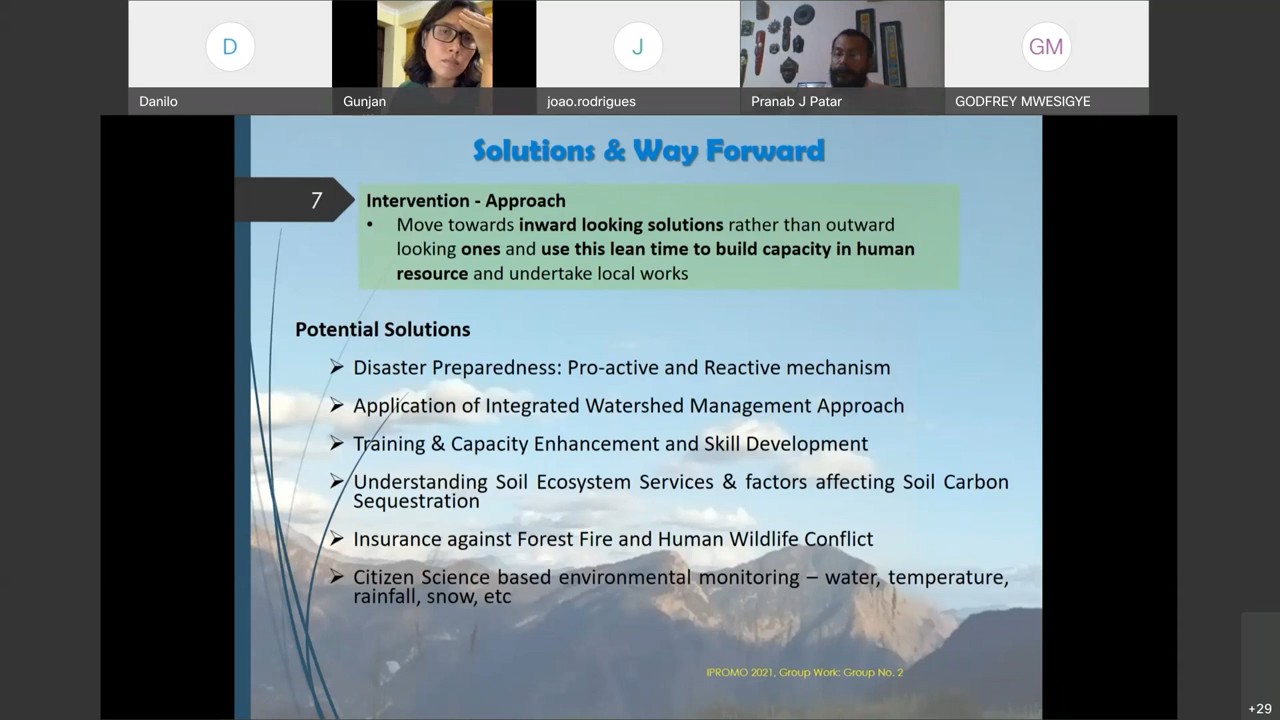 D
J
GM
Danilo
Gunjan
joao.rodrigues
Pranab J Patar
GODFREY MWESIGYE
Solutions & Way Forward
7
Intervention - Approach
• Move towards inward looking solutions rather than outward
looking ones and use this lean time to build capacity in human
resource and undertake local works
Potential Solutions
➢ Disaster Preparedness: Pro-active and Reactive mechanism
➢ Application of Integrated Watershed Management Approach
➢ Training & Capacity Enhancement and Skill Development
➢ Understanding Soil Ecosystem Services & factors affecting Soil Carbon
Sequestration
➢ Insurance against Forest Fire and Human Wildlife Conflict
➢ Citizen Science based environmental monitoring – water, temperature,
rainfall, snow, etc
IPROMO 2021, Group Work: Group No. 2
+29